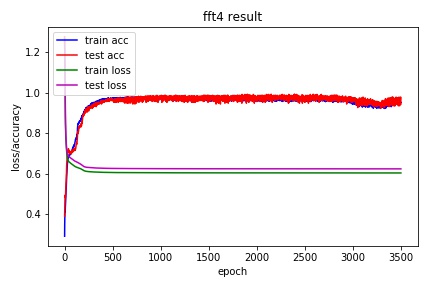 fft4 result
train acc
test acc
train loss
test loss
loss/accuracy
1.2
1.0
0.8
0.6
0.4
0
500
1000
1500
2000
2500
3000
3500
epoch